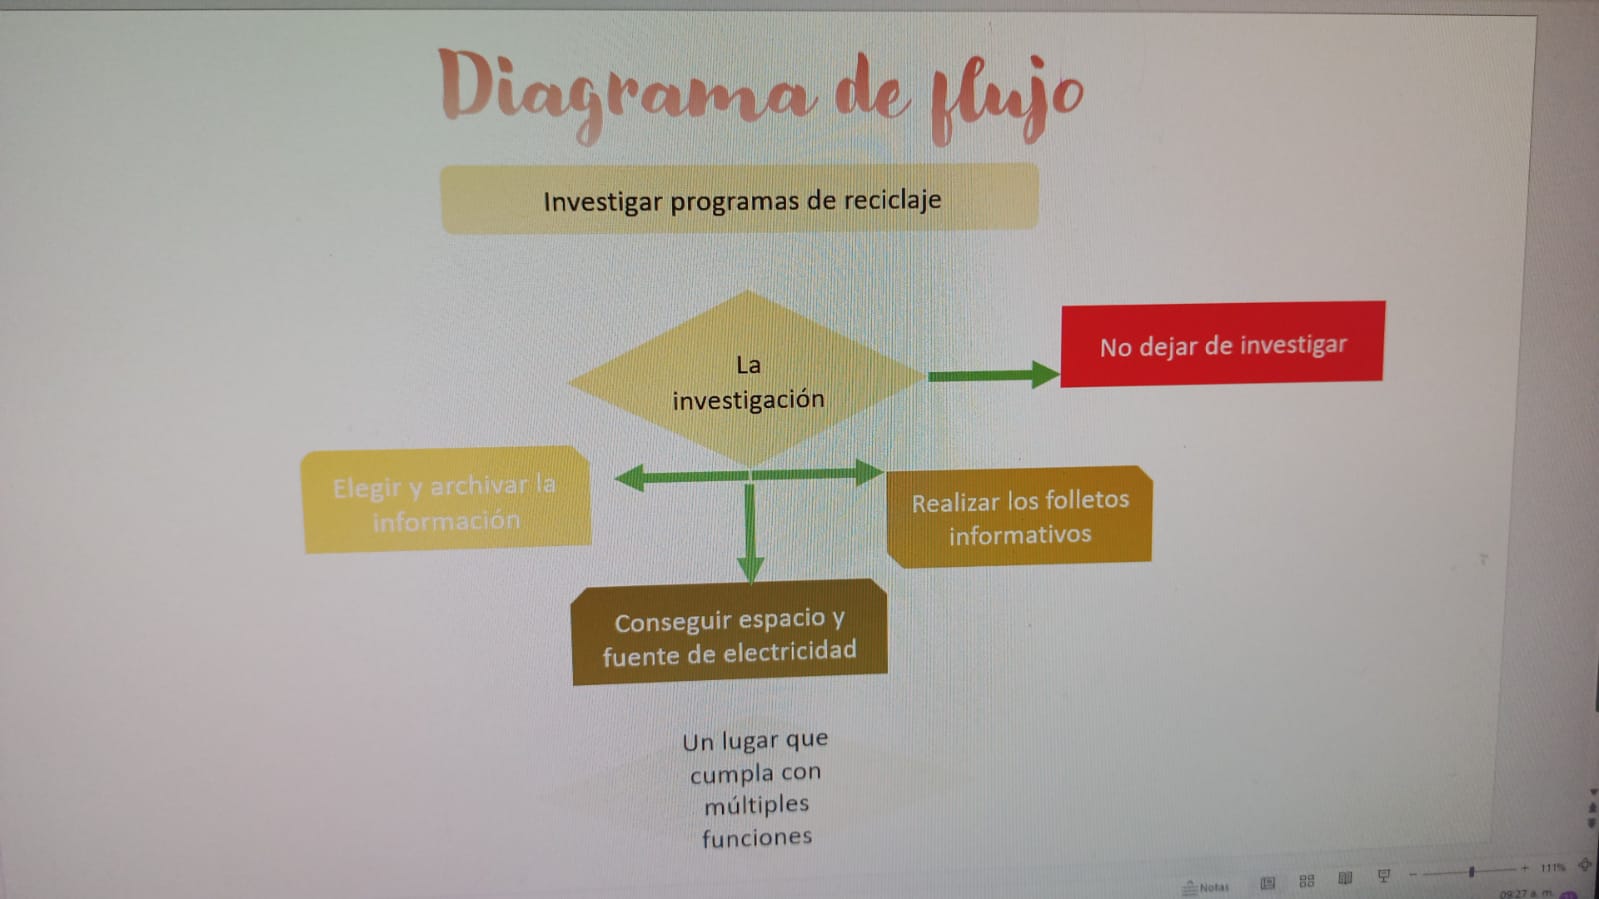 Diagrama de flujo
Investigar programas de reciclaje
La
investigación
No dejar de investigar
Elegir y archivar la
información
Realizar los folletos
informativos
Conseguir espacio y
fuente de electricidad
Un lugar que
cumpla con
múltiples
funciones
Notas
111%
09:27 a. m.